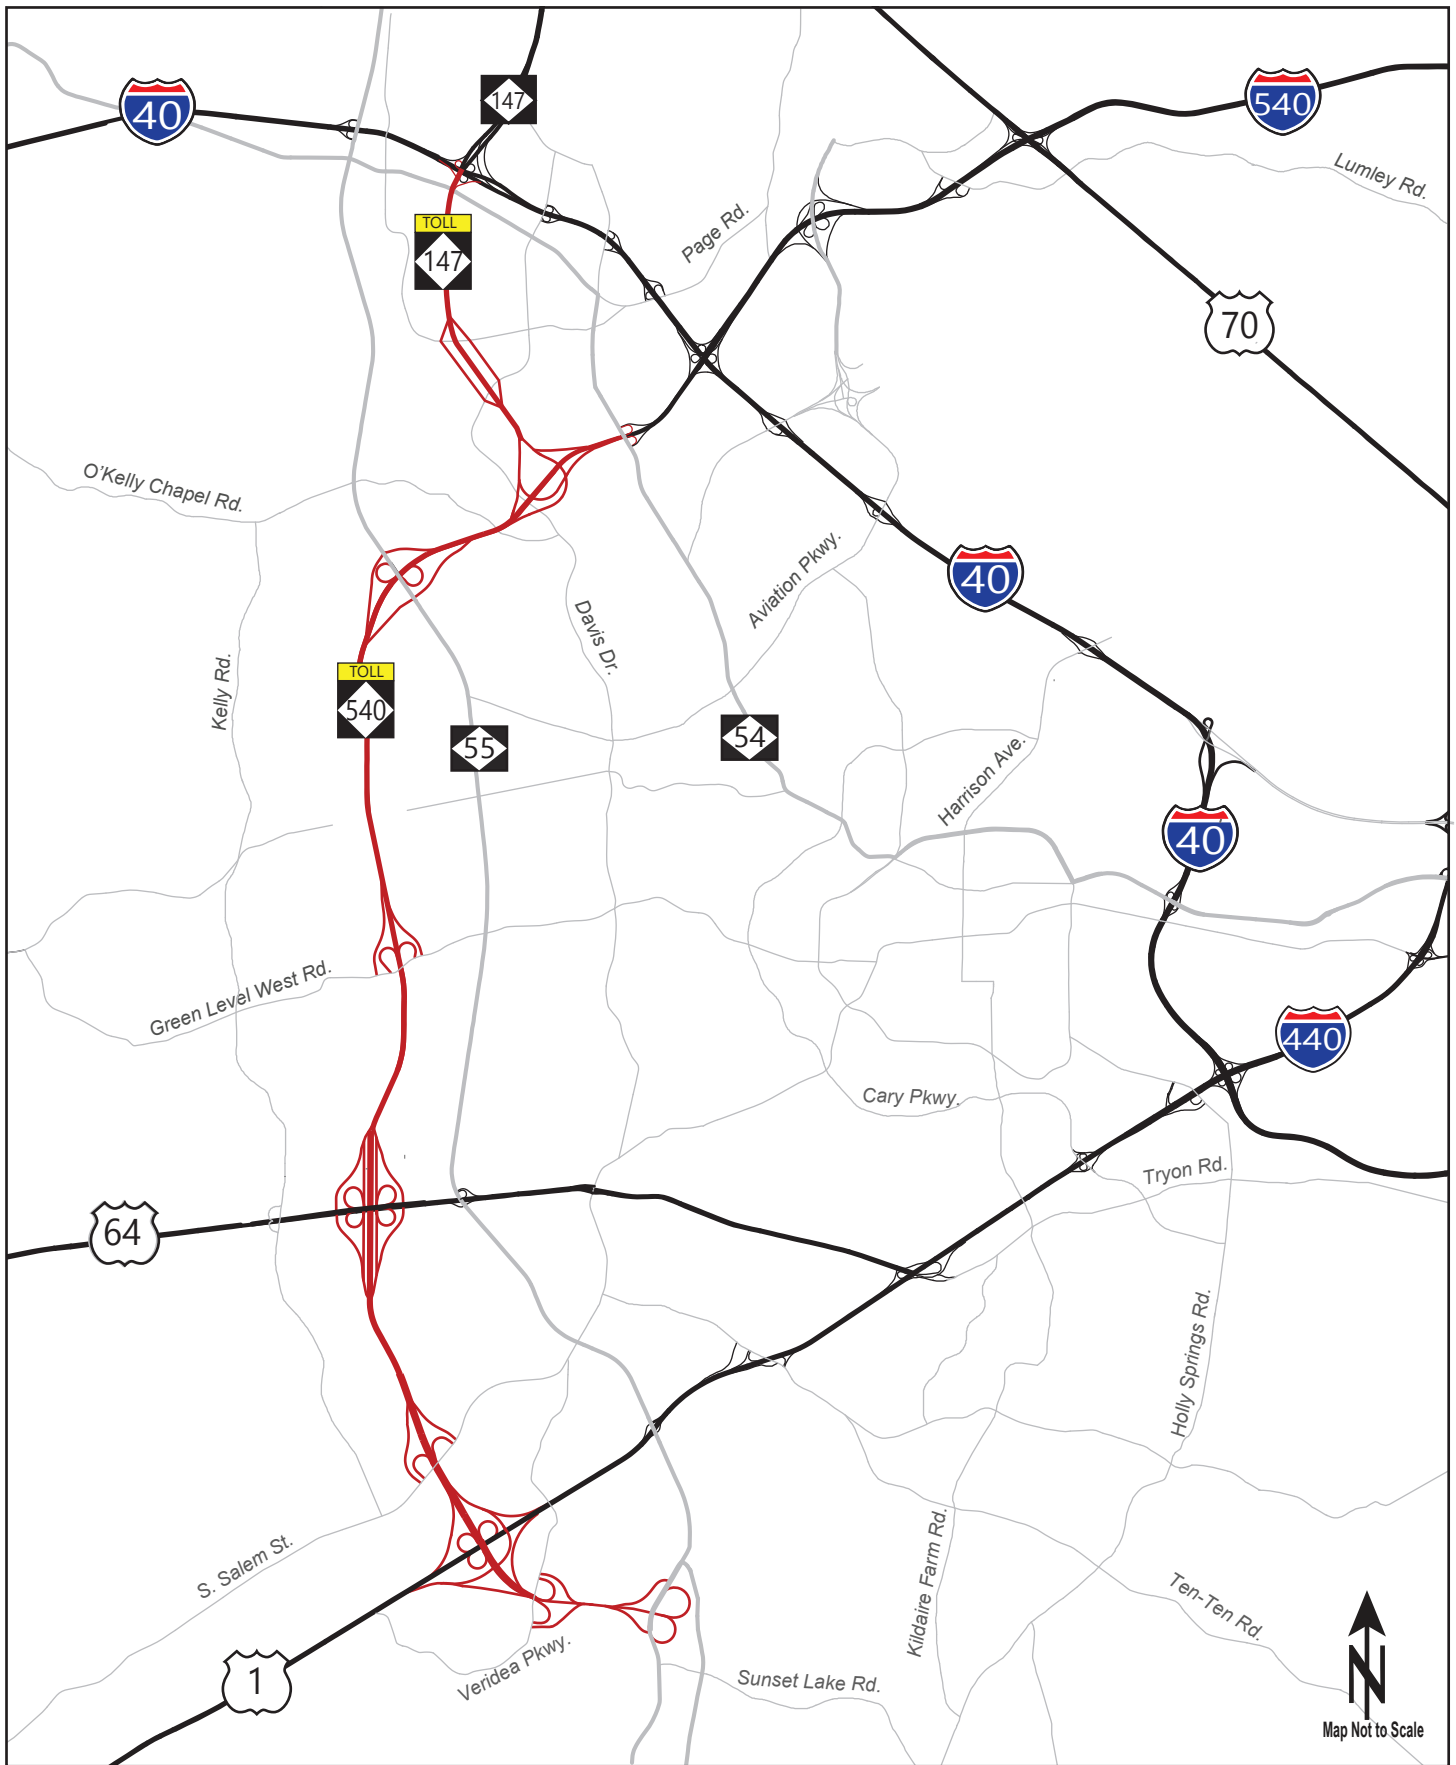 40
147
540
Lumley Rd.
TOLL
147
Page Rd.
70
O'Kelly Chapel Rd.
Aviation Pkwy.
40
Davis Dr.
Kelly Rd.
TOLL
540
55
54
Harrison Ave.
40
Green Level West Rd.
440
Cary Pkwy.
Tryon Rd.
64
Holly Springs Rd.
S. Salem St.
Kildaire Farm Rd.
Ten-Ten Rd.
Veridea Pkwy.
Sunset Lake Rd.
1
N
Map Not to Scale